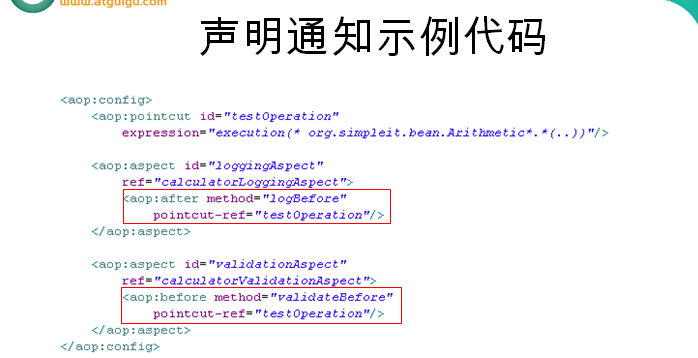 www.atguigu.com
声明通知示例代码
<aop:config>
<aop:pointcut id="testOperation"
expression="execution(* org.simpleit.bean.Arithmetic*.*(..))"/>
<aop:aspect id="loggingAspect"
ref="calculatorLoggingAspect">
<aop:after method="logBefore"
pointcut-ref="testOperation"/>
</aop:aspect>
<aop:aspect id="validationAspect"
ref="calculatorValidationAspect">
<aop:before method="validateBefore"
pointcut-ref="testOperation"/>
</aop:aspect>
</aop:config>